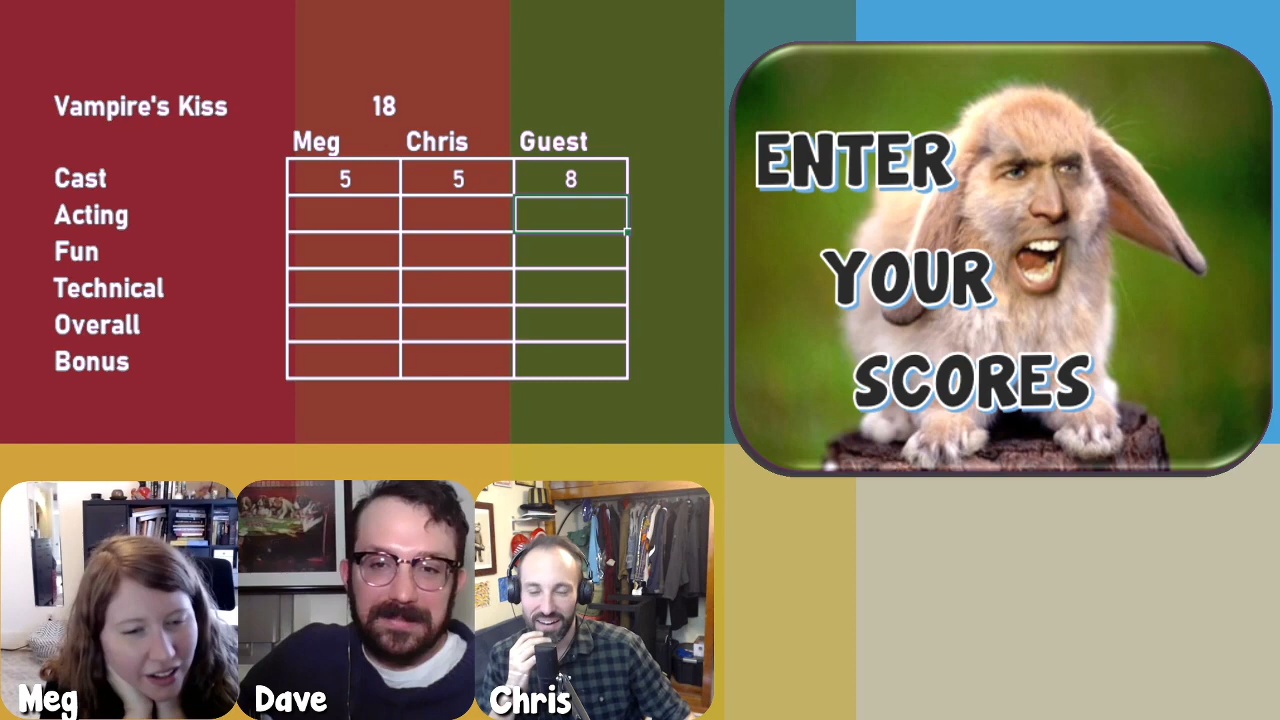 Vampire's Kiss 18
Meg Chris Guest
Cast 5 5 8
Acting
Fun
Technical
Overall
Bonus
ENTER
YOUR
SCORES
Meg Dave Chris